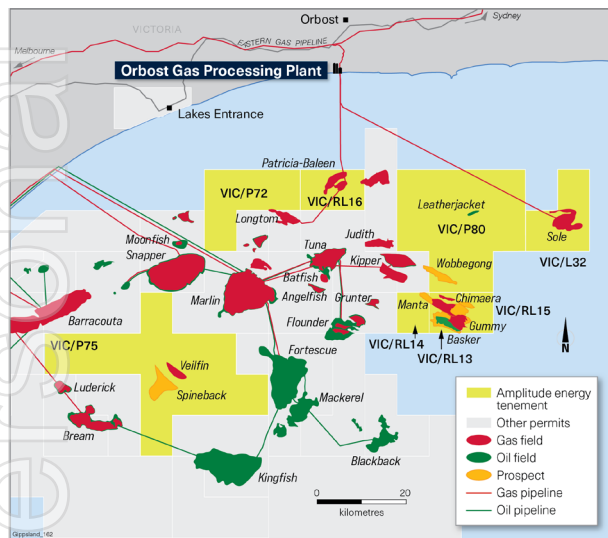 Orbost
Sydney
VICTORIA
EASTERN GAS PIPELINE
Melbourne
Orbost Gas Processing Plant
Lakes Entrance
Patricia-Baleen
VIC/P72
VIC/RL16
Leatherjacket
Longtom
VIC/P80
Moonfish
Tuna
Judith
Sole
Snapper
Kipper
VIC/L32
Wobbegong
Batfish
Marlin
Angelfish
Grunter
Manta
Chimaera
VIC/RL15
Barracouta
Flounder
Gummy
VIC/RL14
Basker
VIC/P75
VIC/RL13
N
Fortescue
Veilfin
Luderick
Spineback
Mackerel
Bream
Blackback
Kingfish
Amplitude energy
tenement
Other permits
Gas field
Oil field
Prospect
Gas pipeline
Oil pipeline
0 20
kilometres
Gippsland_162
ersonal